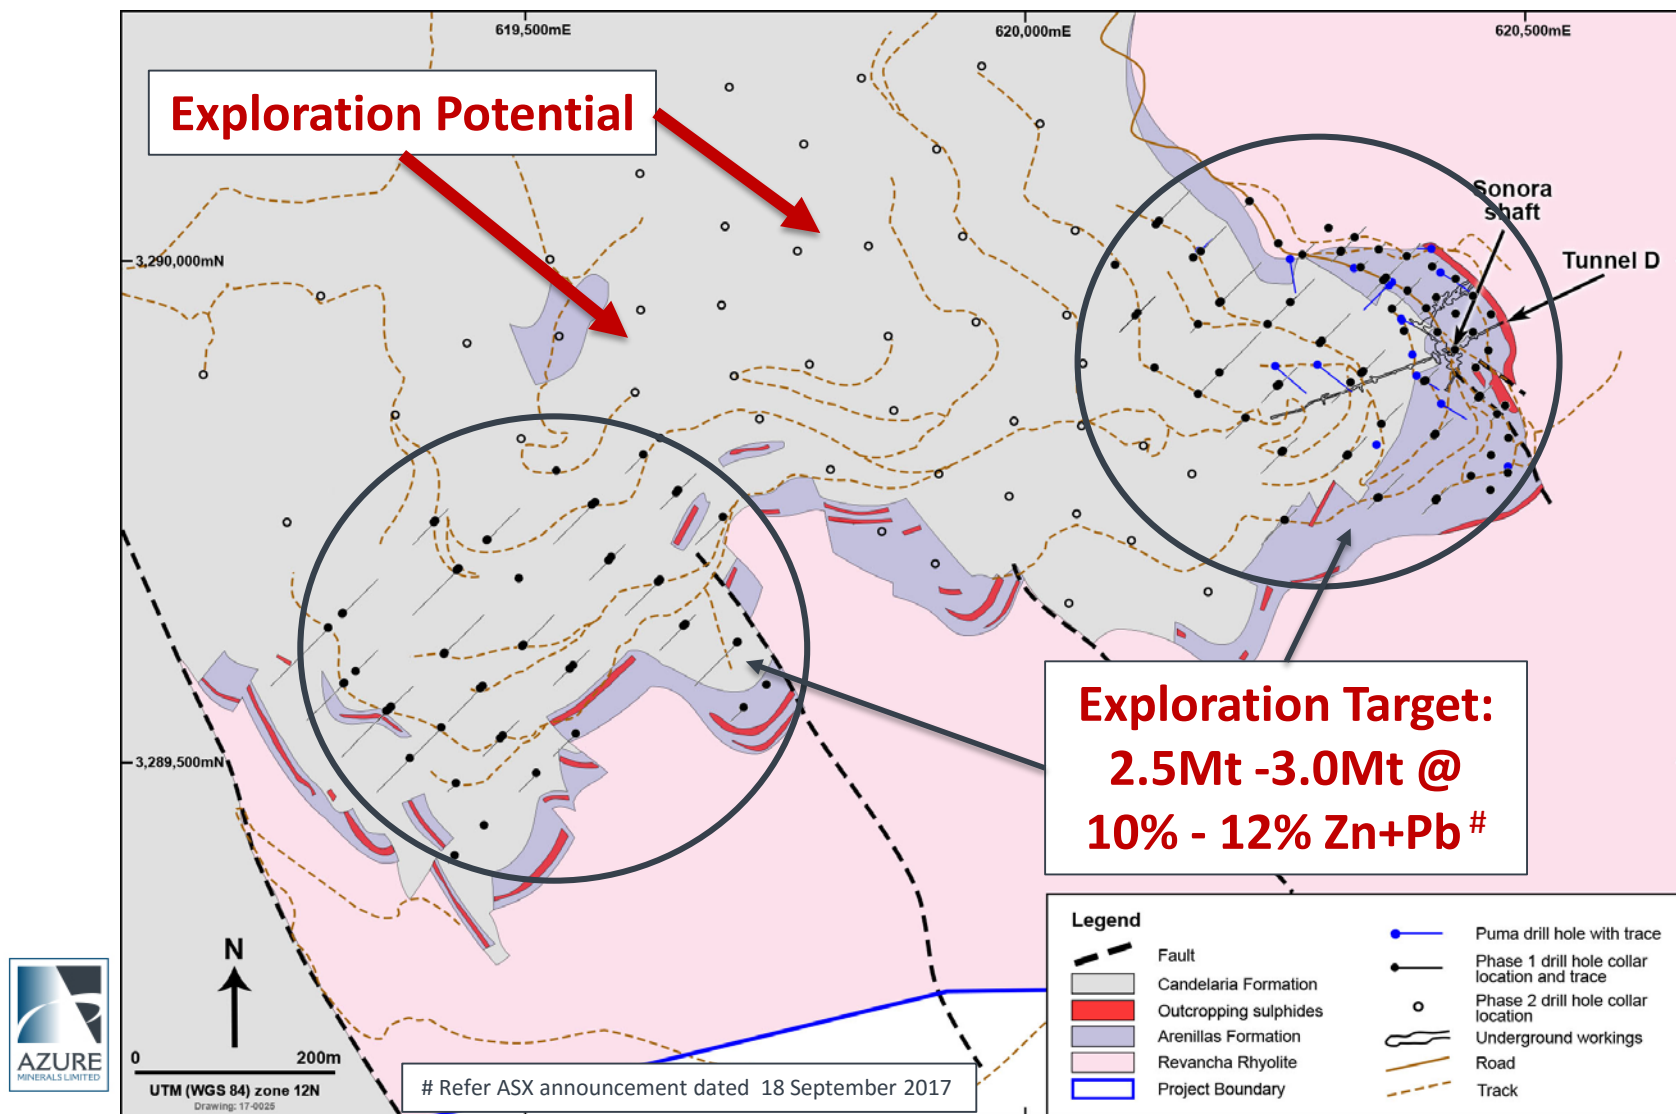 619,500mE
620,000mE
620,500mE
Exploration Potential
Sonora
shaft
Tunnel D
3,290,000mN
3,289,500mN
Exploration Target:
2.5Mt -3.0Mt @
10% - 12% Zn+Pb #
Legend
Fault
Candelaria Formation
Outcropping sulphides
Arenillas Formation
Revancha Rhyolite
Project Boundary
Puma drill hole with trace
Phase 1 drill hole collar
location and trace
Phase 2 drill hole collar
location
Underground workings
Road
Track
N
0 200m
UTM (WGS 84) zone 12N
Drawing: 17-0025
# Refer ASX announcement dated 18 September 2017
AZURE
MINERALS LIMITED